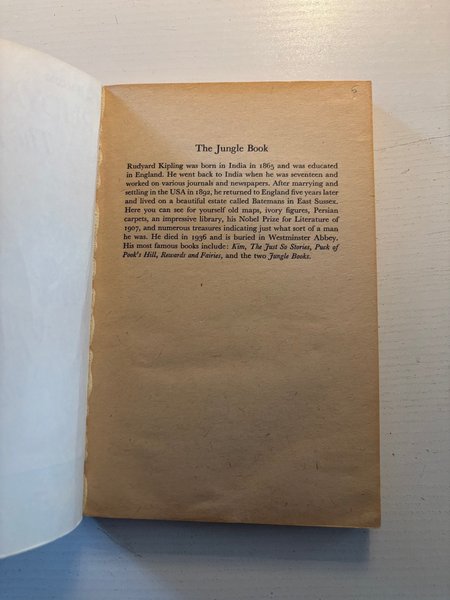 The Jungle Book
Rudyard Kipling was born in India in 1865 and was educated
in England. He went back to India when he was seventeen and
worked on various journals and newspapers. After marrying and
settling in the USA in 1892, he returned to England five years later
and lived on a beautiful estate called Batemans in East Sussex.
Here you can see for yourself old maps, ivory figures, Persian
carpets, an impressive library, his Nobel Prize for Literature of
1907, and numerous treasures indicating just what sort of a man
he was. He died in 1936 and is buried in Westminster Abbey.
His most famous books include: Kim, The Just So Stories, Puck of
Pook's Hill, Rewards and Fairies, and the two Jungle Books.